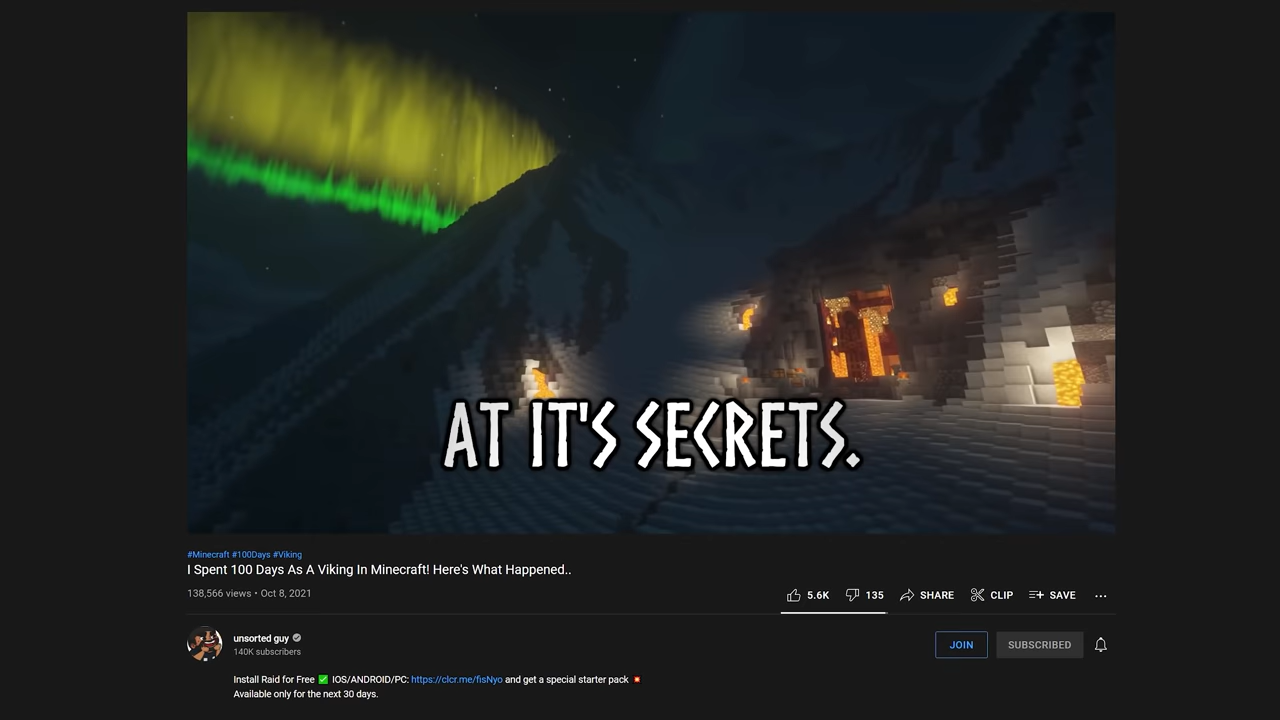 AT IT'S SECRETS.
#Minecraft #100Days #Viking
I Spent 100 Days As A Viking In Minecraft! Here's What Happened..
138,566 views • Oct 8, 2021
5.6K 135 SHARE CLIP SAVE ...
unsorted guy
140K subscribers
JOIN SUBSCRIBED
Install Raid for Free ✅ IOS/ANDROID/PC: https://clcr.me/fisNyo and get a special starter pack 💥
Available only for the next 30 days.